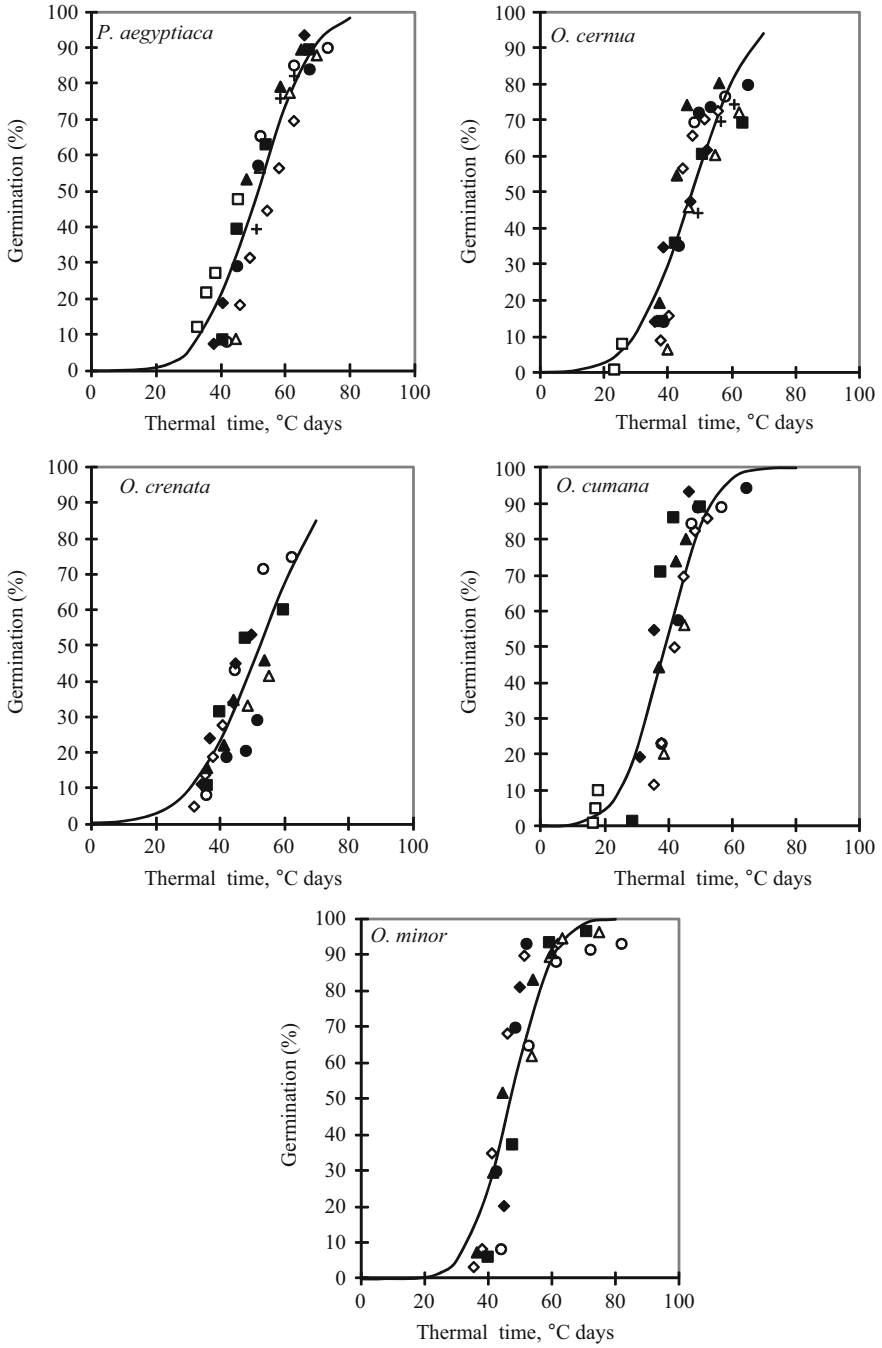 P. aegyptiaca
100
90
80
70
60
50
40
30
20
10
0
Germination (%)
0 20 40 60 80 100
Thermal time, °C days
O. cernua
100
90
80
70
60
50
40
30
20
10
0
Germination (%)
0 20 40 60 80 100
Thermal time, °C days
O. crenata
100
90
80
70
60
50
40
30
20
10
0
Germination (%)
0 20 40 60 80 100
Thermal time, °C days
O. cumana
100
90
80
70
60
50
40
30
20
10
0
Germination (%)
0 20 40 60 80 100
Thermal time, °C days
O. minor
100
90
80
70
60
50
40
30
20
10
0
Germination (%)
0 20 40 60 80 100
Thermal time, °C days